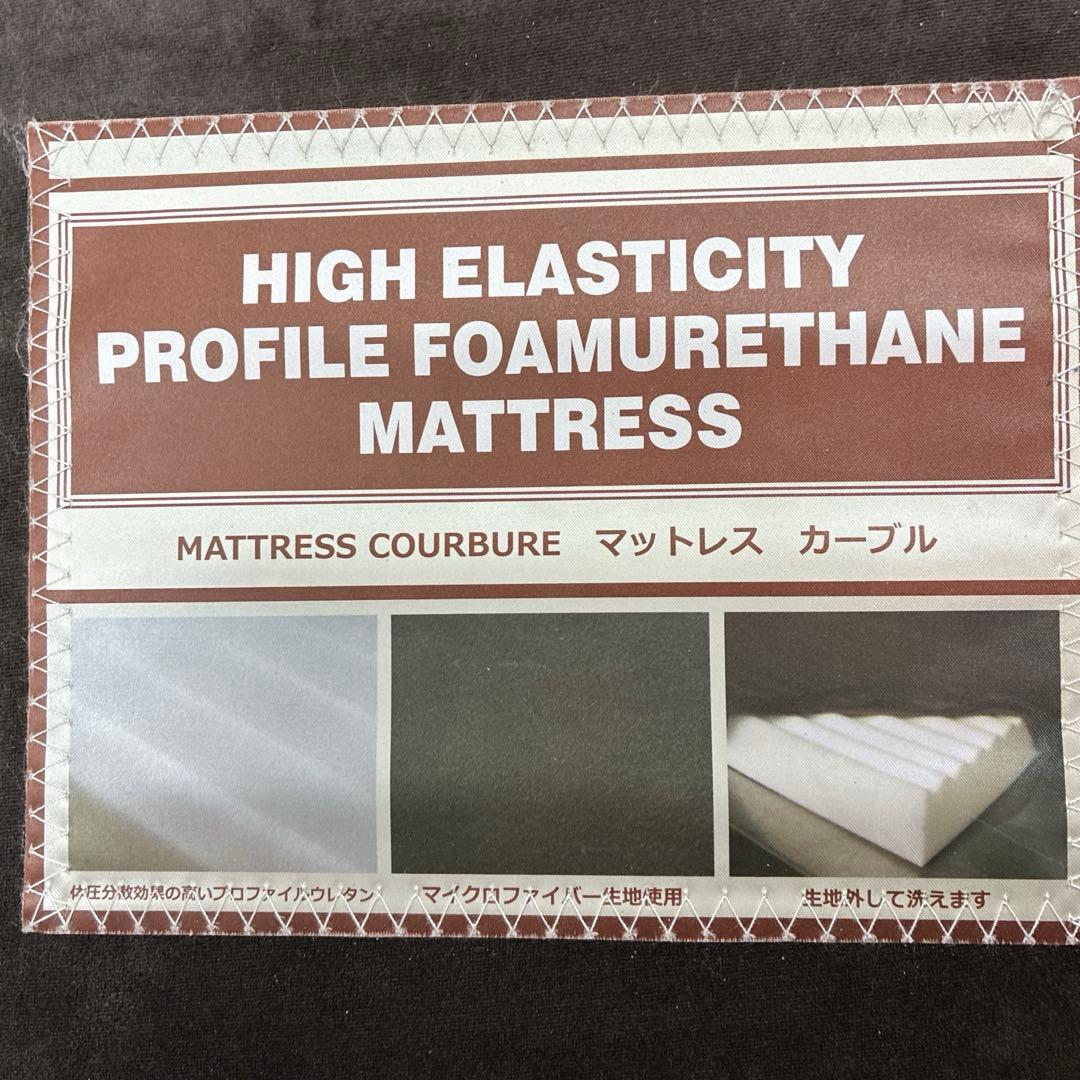 HIGH ELASTICITY
PROFILE FOAMURETHANE
MATTRESS
MATTRESS COURBURE マットレス カーブル
体圧分散効果の高いプロファイルウレタン
マイクロファイバー生地使用
生地外して洗えます